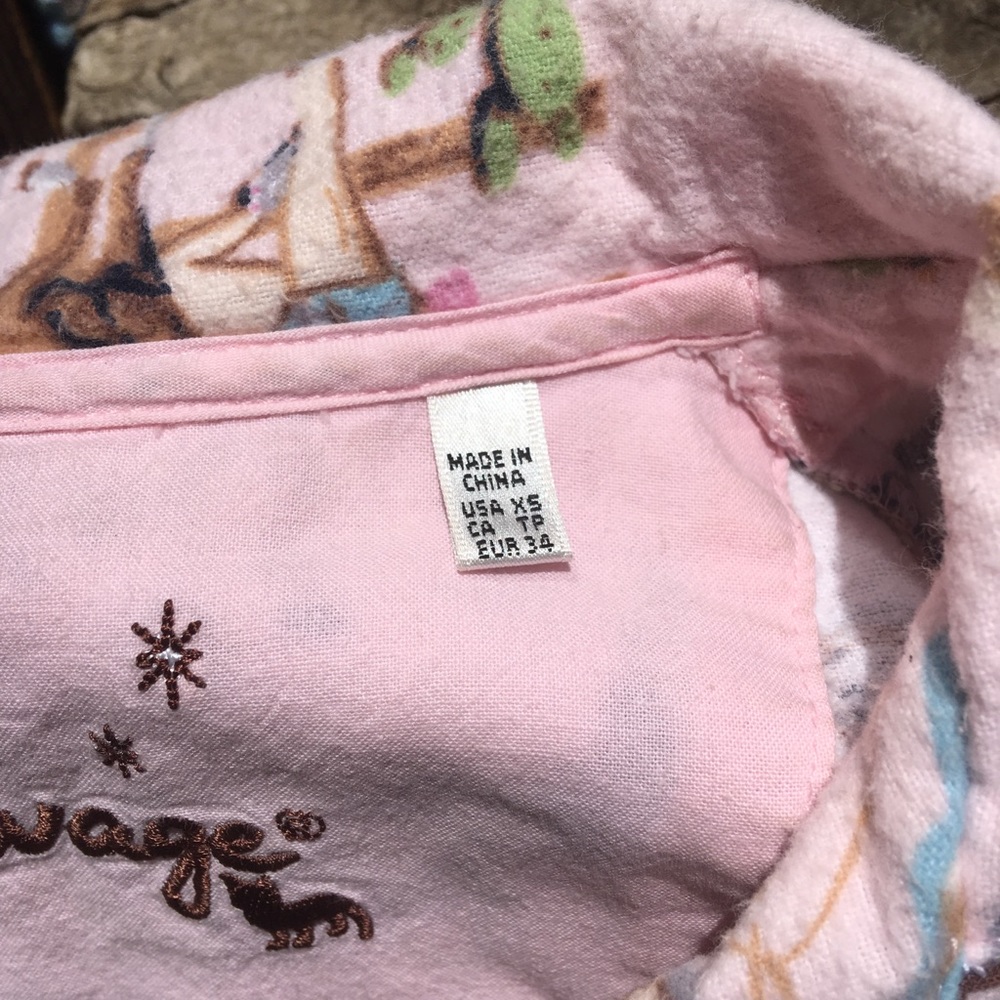 MADE IN
CHINA
USA XS
CA TP
EUR 34
wage®